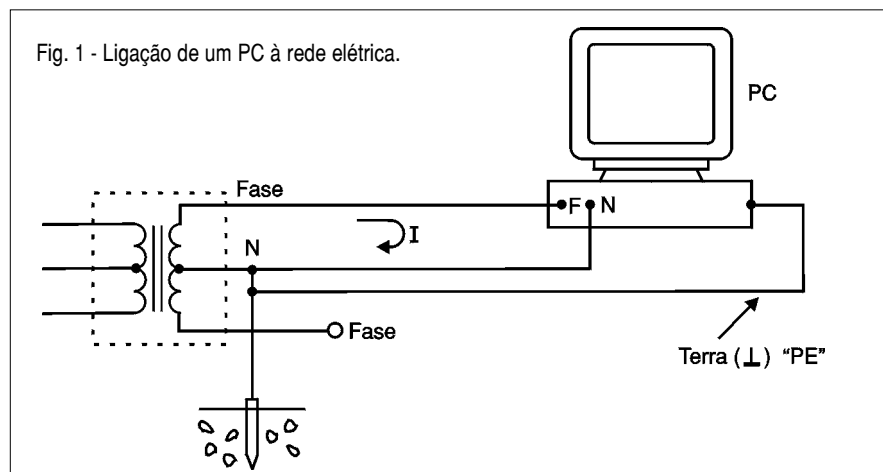 Fig. 1 - Ligação de um PC à rede elétrica.
PC
Fase
F N
I
N
Fase
Terra (⊥) "PE"